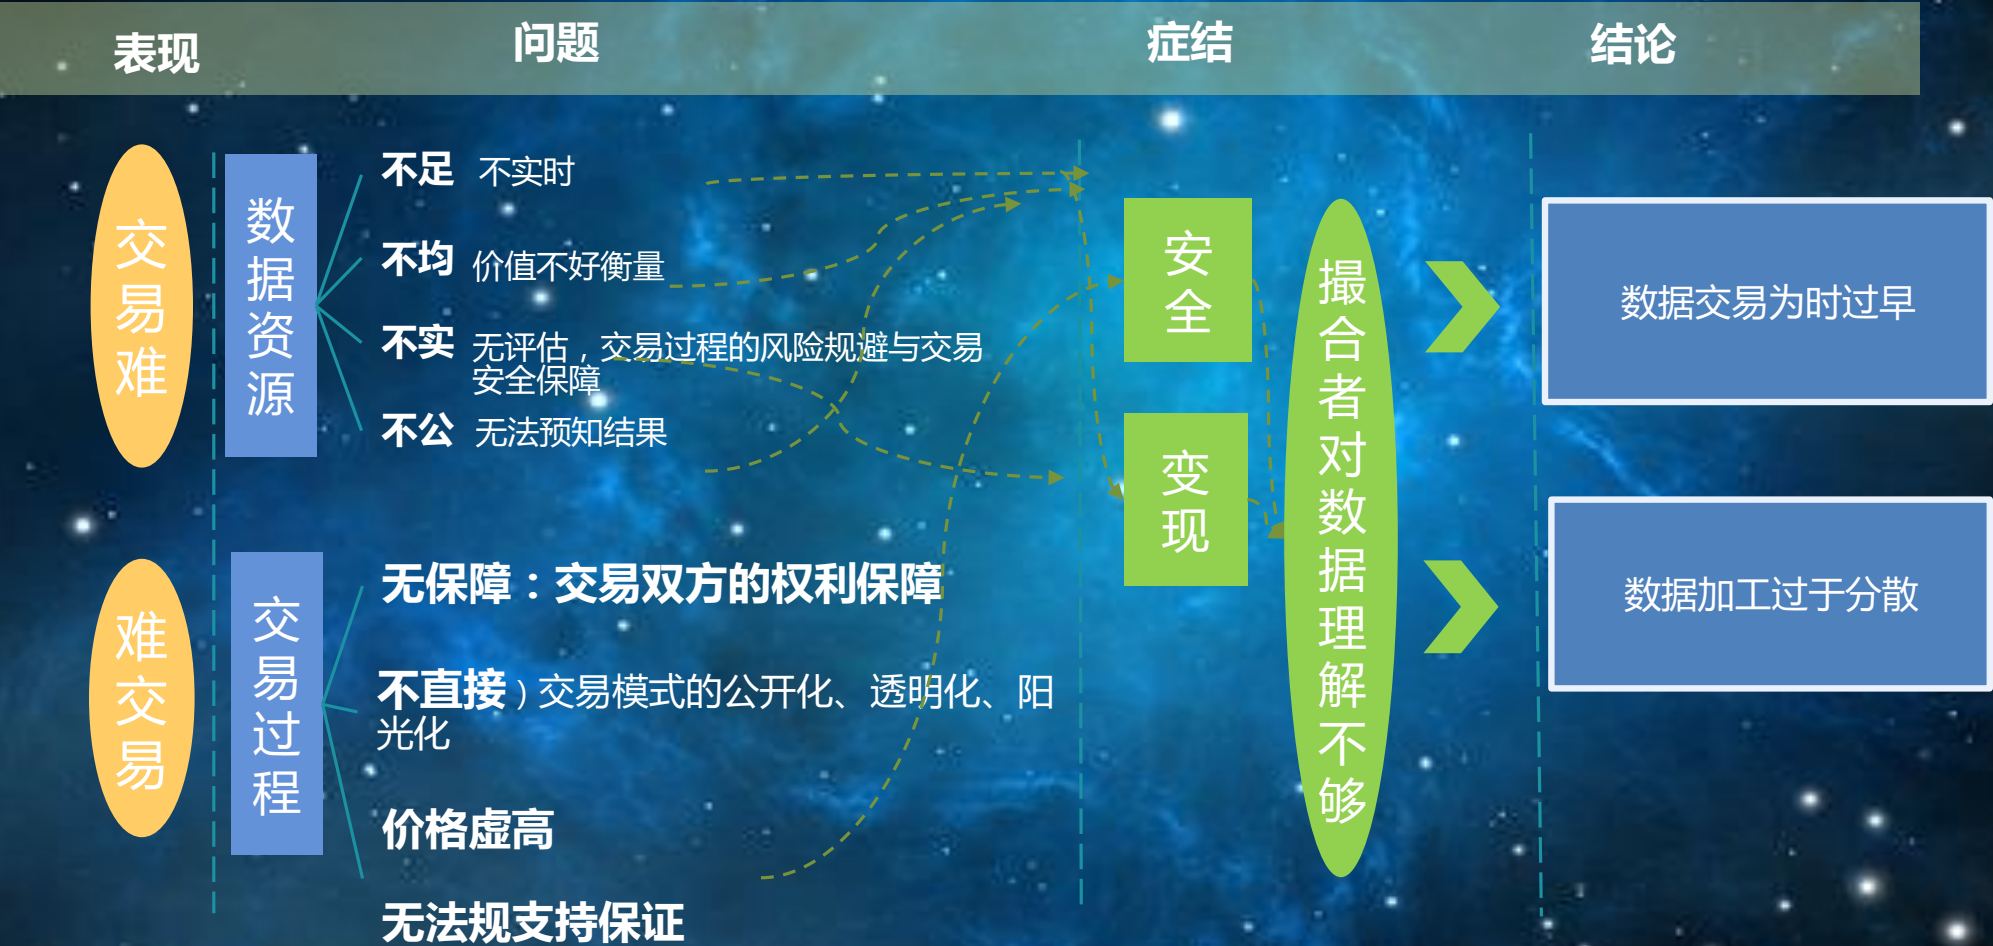 表现
问题
症结
结论
交易难
数据资源
不足 不实时
不均 价值不好衡量
不实 无评估，交易过程的风险规避与交易
安全保障
不公 无法预知结果
难交易
交易过程
无保障：交易双方的权利保障
不直接）交易模式的公开化、透明化、阳
光化
价格虚高
无法规支持保证
安全
变现
撮合者对数据理解不够
数据交易为时过早
数据加工过于分散